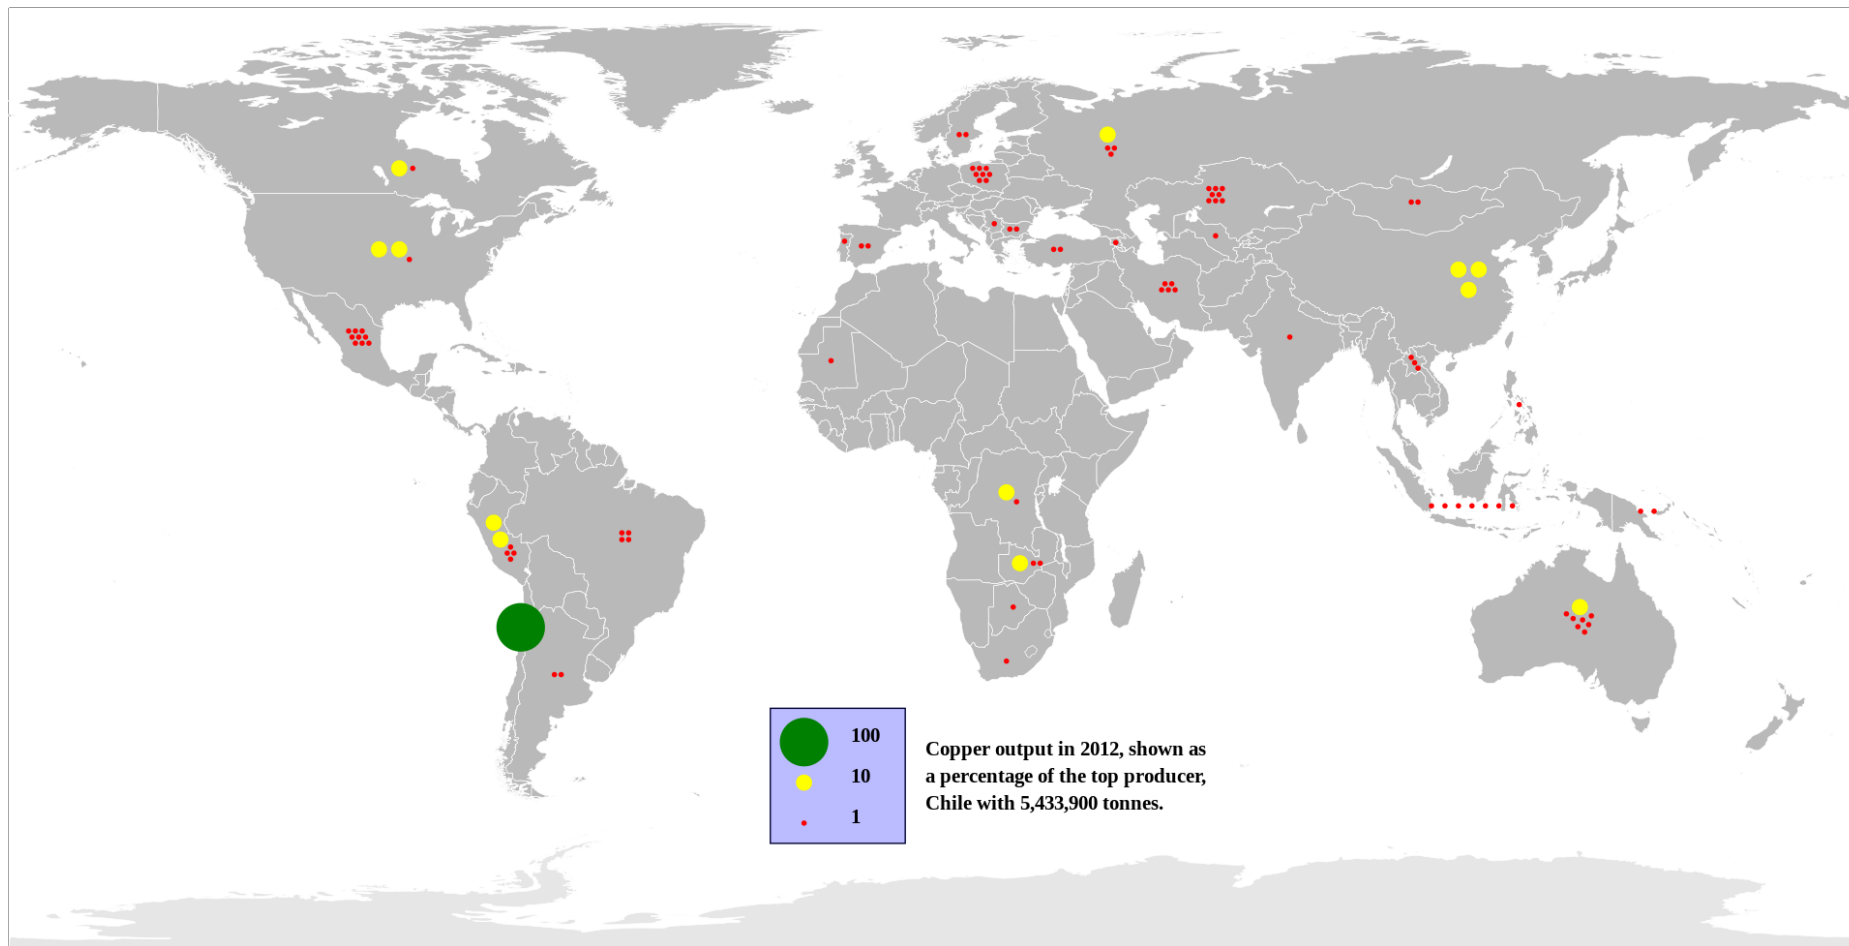 100
10
1
Copper output in 2012, shown as
a percentage of the top producer,
Chile with 5,433,900 tonnes.